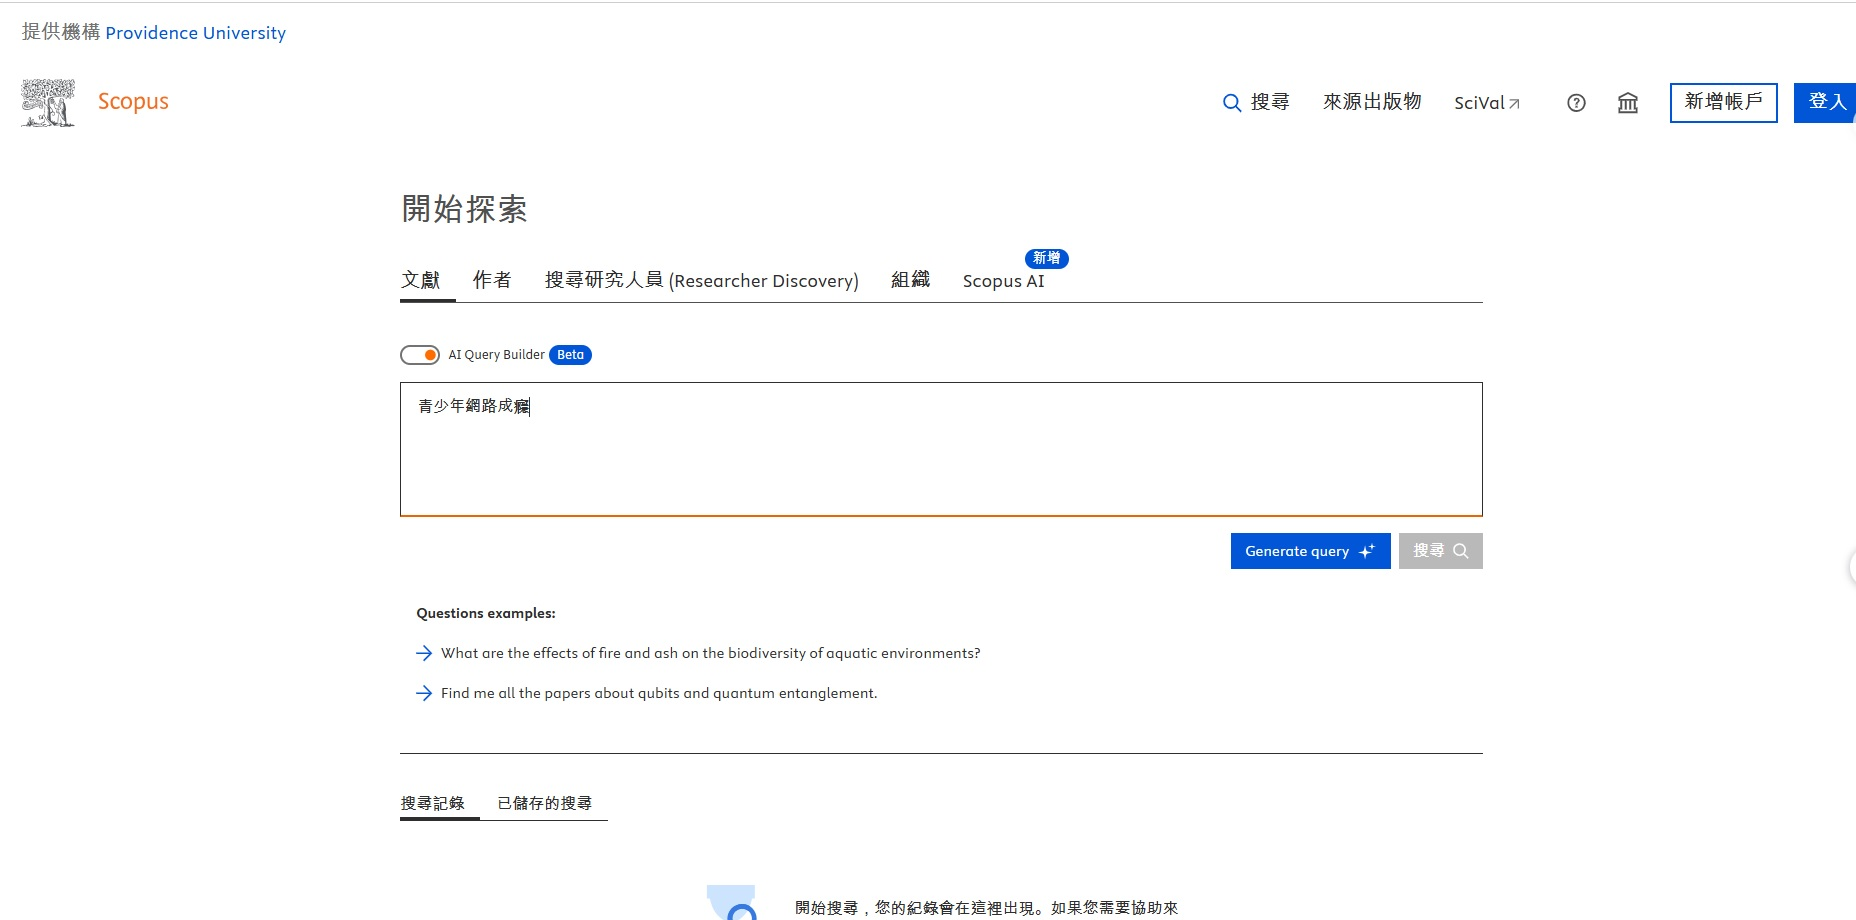 提供機構 Providence University
Scopus
搜尋 來源出版物 SciVal 新增帳戶 登入
開始探索
新增
文獻 作者 搜尋研究人員 (Researcher Discovery) 組織 Scopus AI
AI Query Builder Beta
青少年網路成癮
Generate query 搜尋
Questions examples:
What are the effects of fire and ash on the biodiversity of aquatic environments?
Find me all the papers about qubits and quantum entanglement.
搜尋記錄 已儲存的搜尋
開始搜尋，您的紀錄會在這裡出現。如果您需要協助來